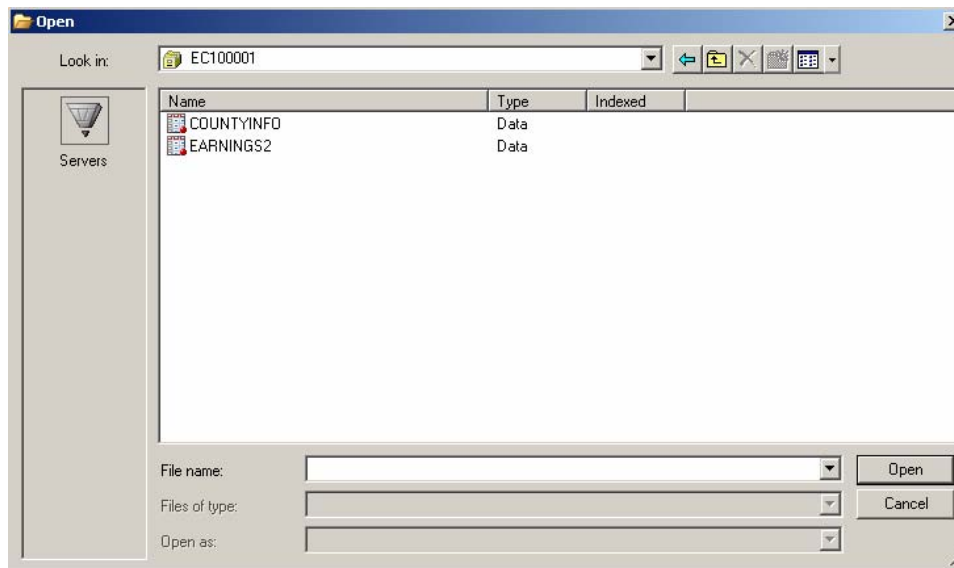 Open
Look in:
EC100001
Servers
Name Type Indexed
COUNTYINFO Data
EARNINGS2 Data
File name:
Open
Files of type:
Cancel
Open as: